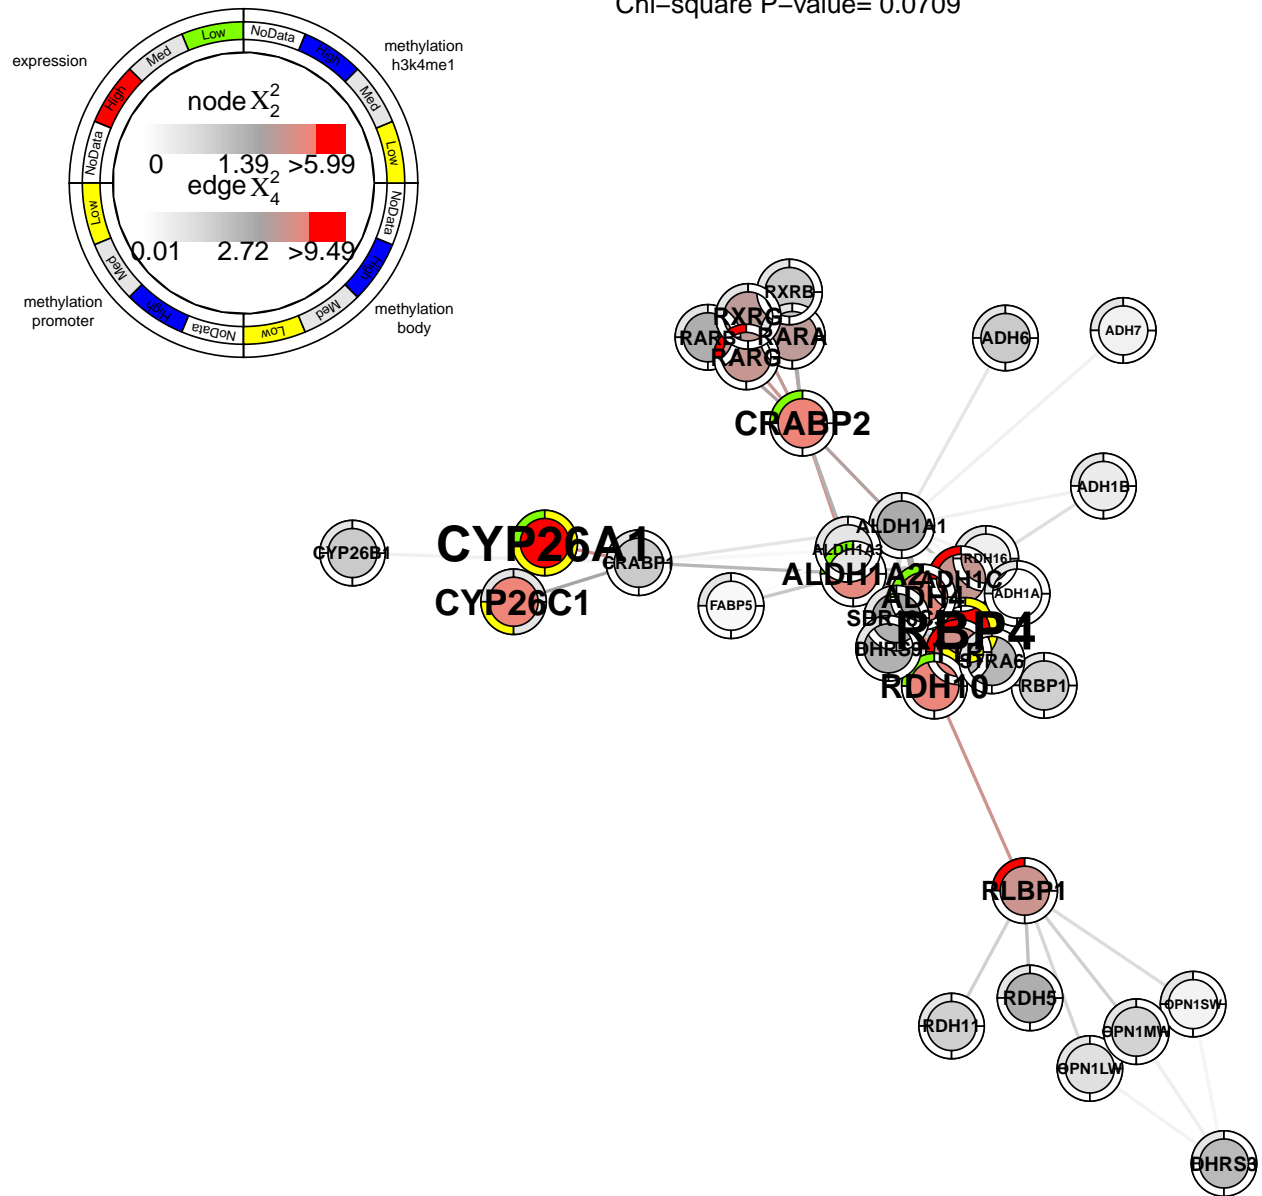 Chi−square P−value= 0.0709
expression
methylation
h3k4me1
methylation
promoter
methylation
body
NoData
High
Med
Low
NoData
High
Med
Low
NoData
High
Med
Low
NoData
High
Med
Low
node X²₂
0 1.39 >5.99
edge X²₄
0.01 2.72 >9.49
RXRB
RXRG
RARB
RARA
RARG
CRABP2
ADH6
ADH7
ADH1B
ALDH1A1
ALDH1A3
ALDH1A2
RDH16
ADH1C
ADH1A
ADH4
CYP26B1
CYP26A1
CRABP1
CYP26C1
FABP5
RBP4
DHRS9
STRA6
RDH10
RBP1
RLBP1
RDH11
RDH5
OPN1SW
OPN1MW
OPN1LW
DHRS3